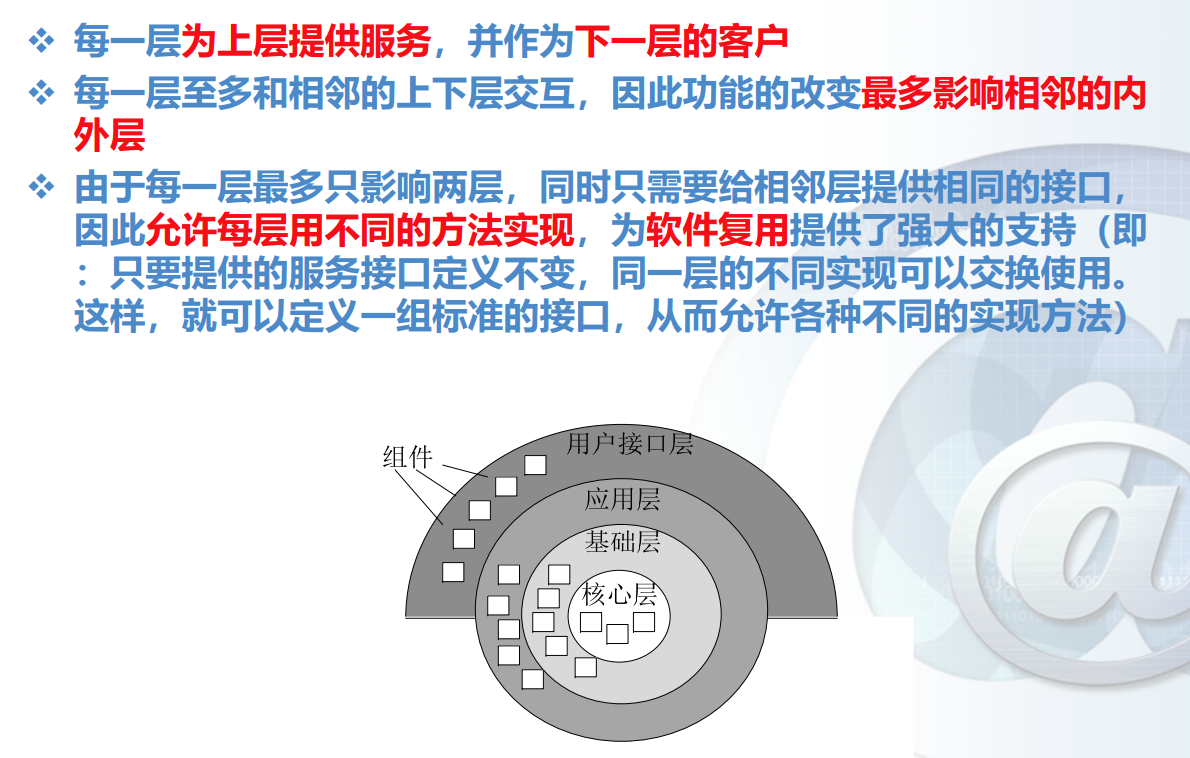 每一层为上层提供服务，并作为下一层的客户
每一层至多和相邻的上下层交互，因此功能的改变最多影响相邻的内
外层
由于每一层最多只影响两层，同时只需要给相邻层提供相同的接口，
因此允许每层用不同的方法实现，为软件复用提供了强大的支持（即
：只要提供的服务接口定义不变，同一层的不同实现可以交换使用。
这样，就可以定义一组标准的接口，从而允许各种不同的实现方法）
用户接口层
组件
应用层
基础层
核心层